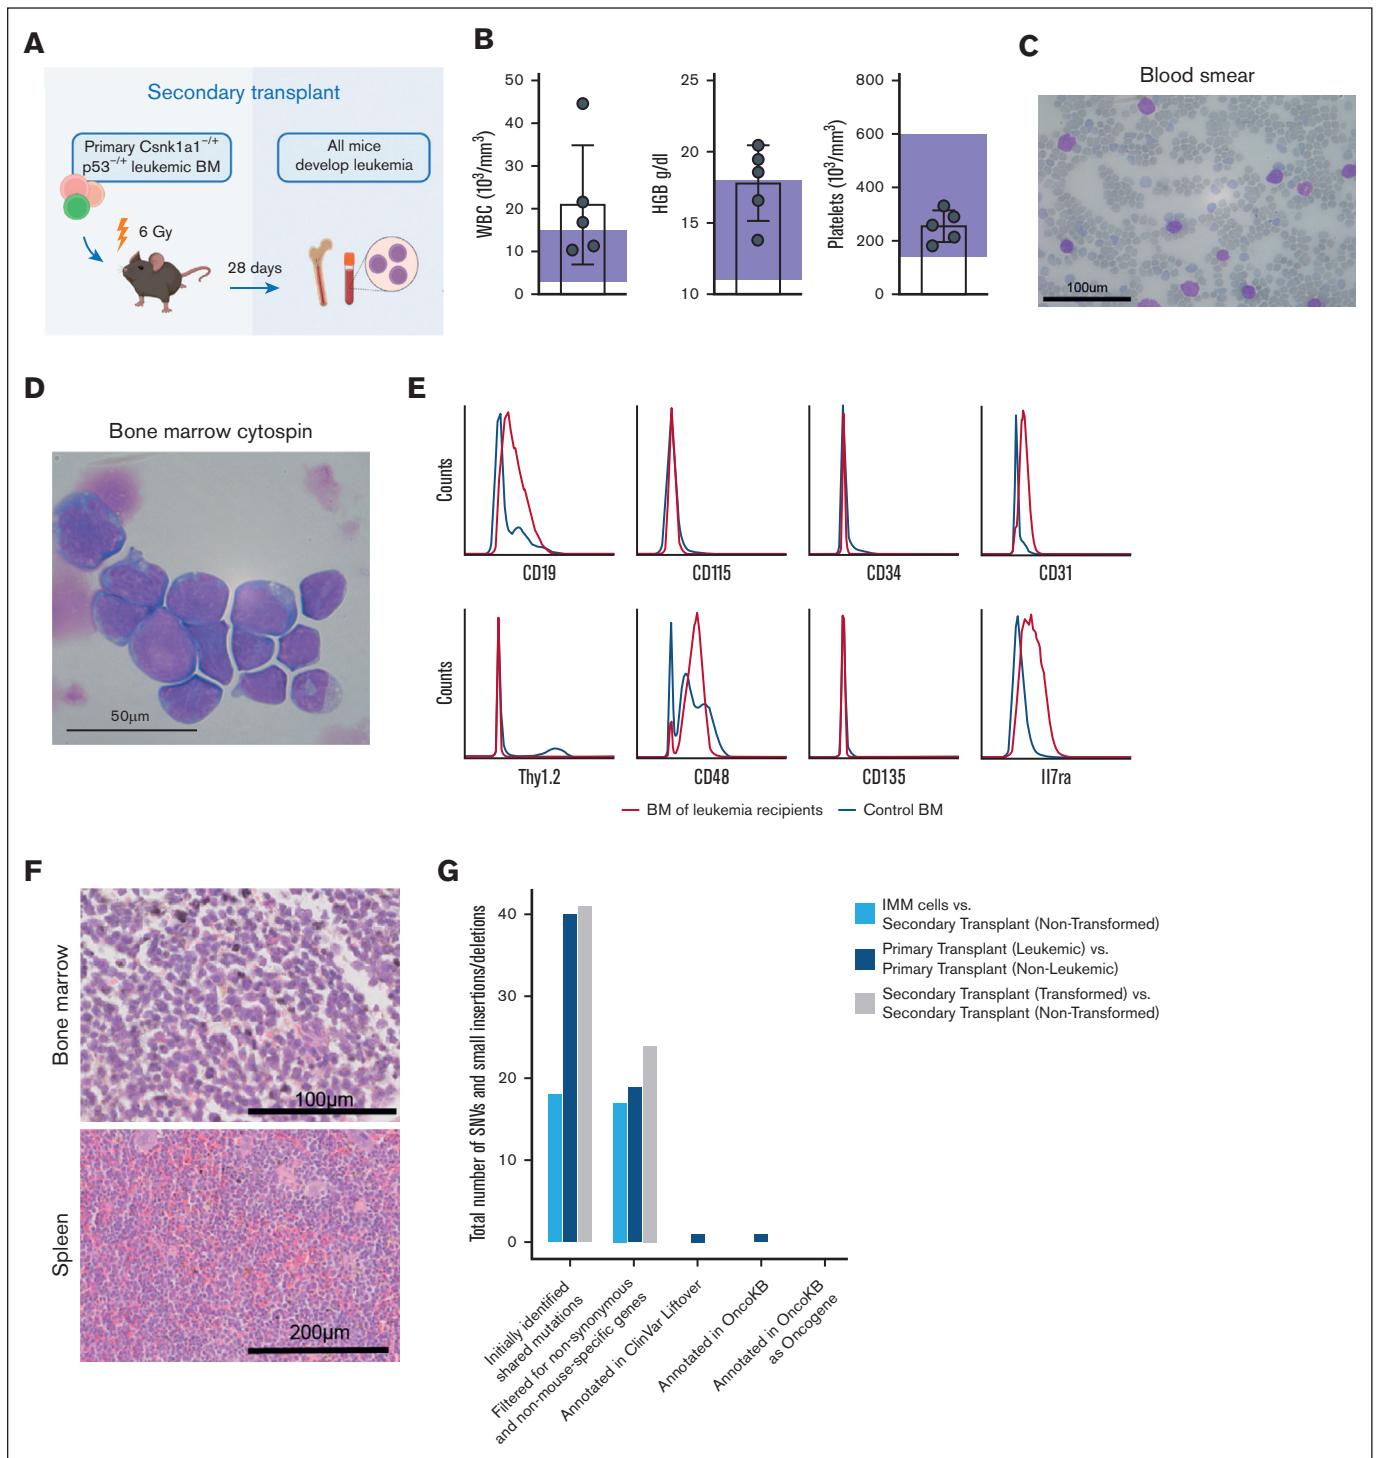 A
Secondary transplant
Primary Csnk1a1−/+
p53−/+ leukemic BM
All mice
develop leukemia
6 Gy
28 days
B
WBC (10³/mm³)
50
40
30
20
10
0
HGB g/dl
25
20
15
10
Platelets (10³/mm³)
800
600
400
200
0
C
Blood smear
100um
D
Bone marrow cytospin
50µm
E
Counts
CD19
CD115
CD34
CD31
Counts
Thy1.2
CD48
CD135
Il7ra
BM of leukemia recipients
Control BM
F
Bone marrow
100µm
Spleen
200µm
G
Total number of SNVs and small insertions/deletions
40
30
20
10
0
Initially identified
shared mutations
Filtered for non-synonymous
and non-mouse-specific genes
Annotated in ClinVar Liftover
Annotated in OncoKB
Annotated in OncoKB
as Oncogene
IMM cells vs.
Secondary Transplant (Non-Transformed)
Primary Transplant (Leukemic) vs.
Primary Transplant (Non-Leukemic)
Secondary Transplant (Transformed) vs.
Secondary Transplant (Non-Transformed)